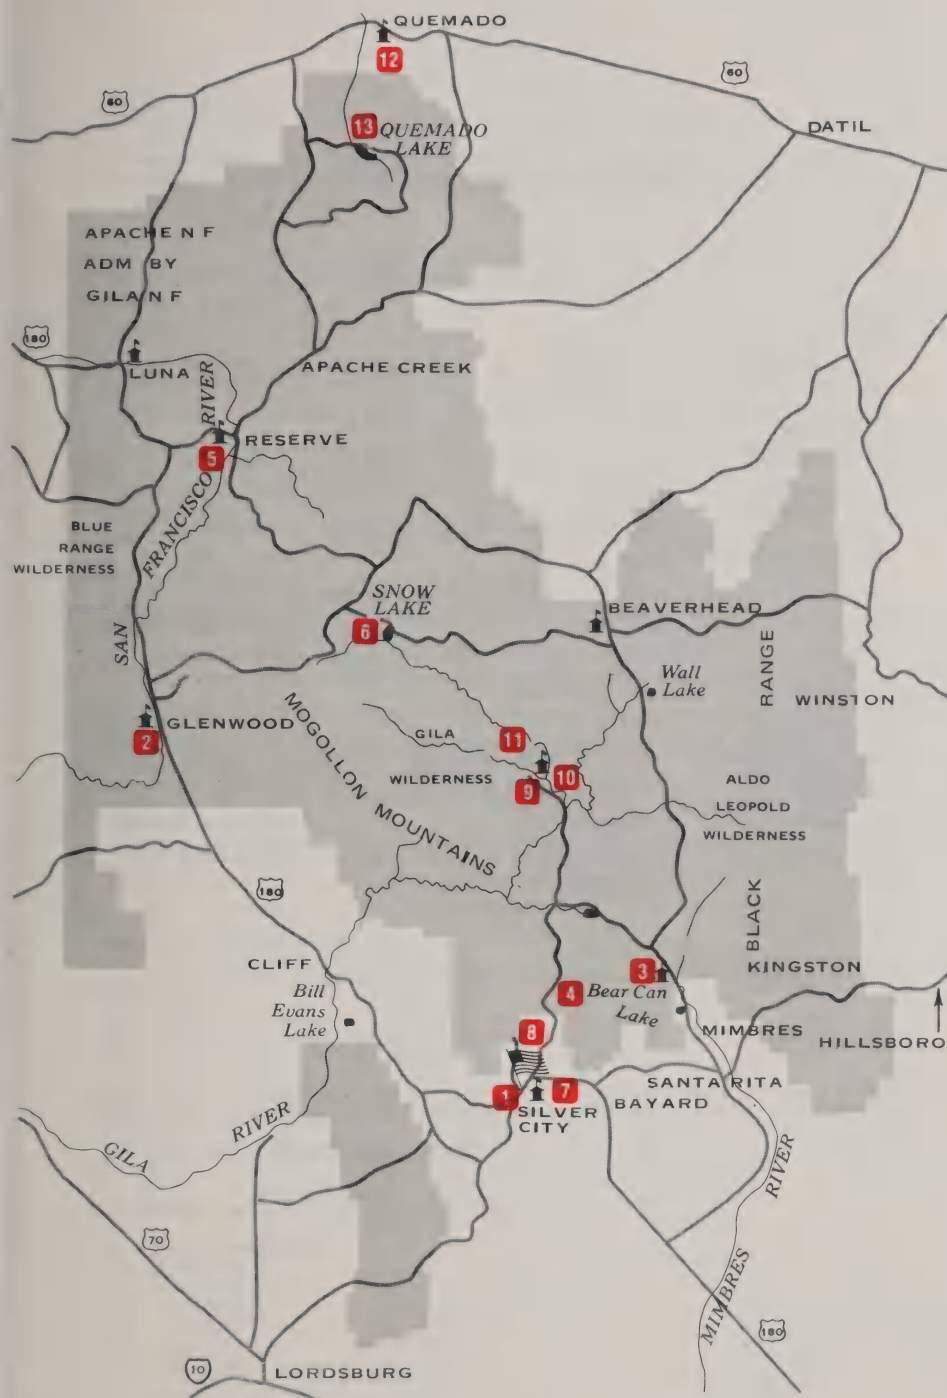 QUEMADO
12
60
60
13
QUEMADO
LAKE
DATIL
APACHE N F
ADM BY
GILA N F
180
LUNA
APACHE CREEK
RESERVE
5
SAN FRANCISCO RIVER
BLUE
RANGE
WILDERNESS
SNOW
LAKE
6
BEAVERHEAD
Wall
Lake
WINSTON
GLENWOOD
2
MOGOLLON MOUNTAINS
GILA
WILDERNESS
11
10
9
ALDO
LEOPOLD
WILDERNESS
BLACK RANGE
180
CLIFF
Bill
Evans
Lake
3
KINGSTON
4
Bear Can
Lake
MIMBRES
HILLSBORO
8
SANTA RITA
BAYARD
1
7
SILVER
CITY
GILA RIVER
MIMBRES RIVER
70
180
10
LORDSBURG